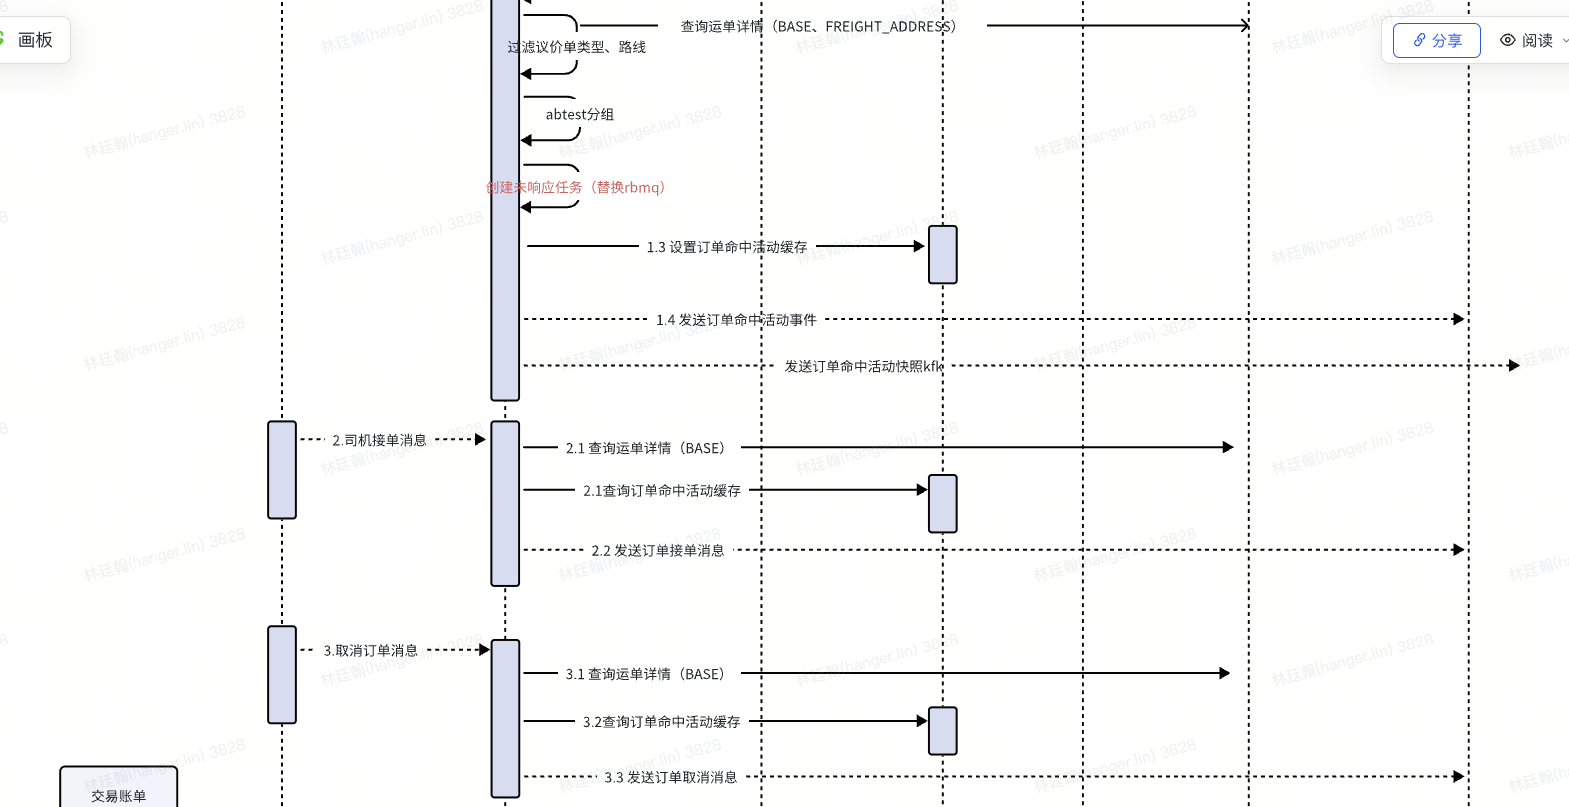 画板
查询运单详情（BASE、FREIGHT_ADDRESS）
分享
阅读
过滤议价单类型、路线
abtest分组
创建未响应任务（替换rbmq）
1.3 设置订单命中活动缓存
1.4 发送订单命中活动事件
发送订单命中活动快照kfk
2.司机接单消息
2.1 查询运单详情（BASE）
2.1查询订单命中活动缓存
2.2 发送订单接单消息
3.取消订单消息
3.1 查询运单详情（BASE）
3.2查询订单命中活动缓存
3.3 发送订单取消消息
交易账单
林廷翰(hanger.lin) 3828